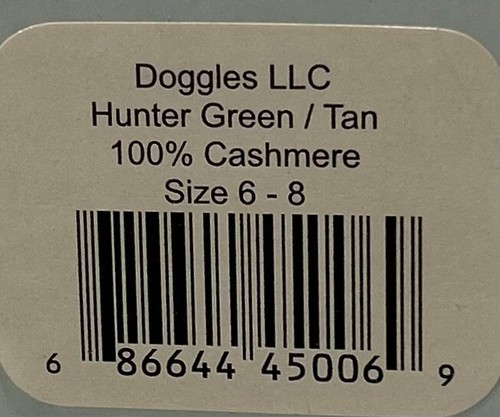 Doggles LLC
Hunter Green / Tan
100% Cashmere
Size 6 - 8
6 86644 45006 9